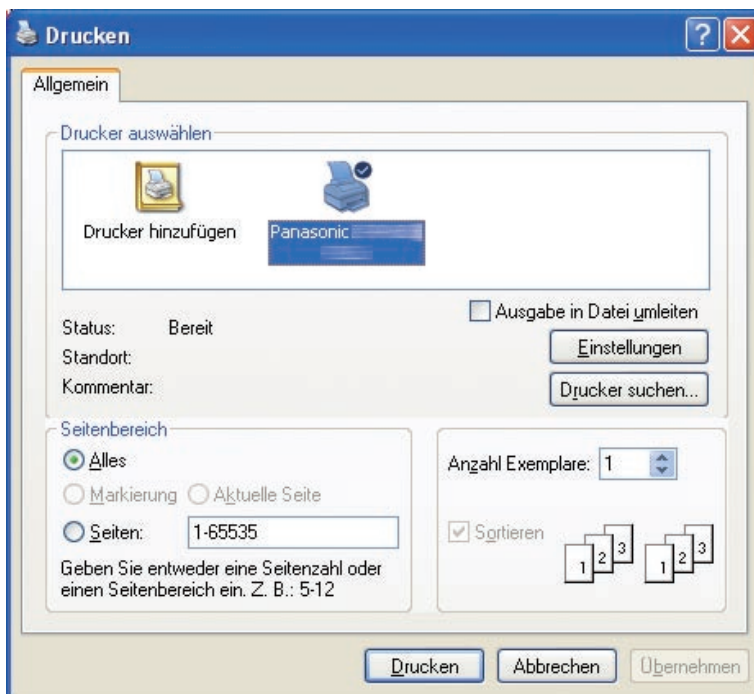 Drucken
Allgemein
Drucker auswählen
Drucker hinzufügen
Panasonic
Ausgabe in Datei umleiten
Status: Bereit
Einstellungen
Standort:
Kommentar:
Drucker suchen...
Seitenbereich
Alles
Markierung Aktuelle Seite
Seiten: 1-65535
Geben Sie entweder eine Seitenzahl oder
einen Seitenbereich ein. Z. B.: 5-12
Anzahl Exemplare: 1
Sortieren
1 2 3 1 2 3
Drucken Abbrechen Übernehmen